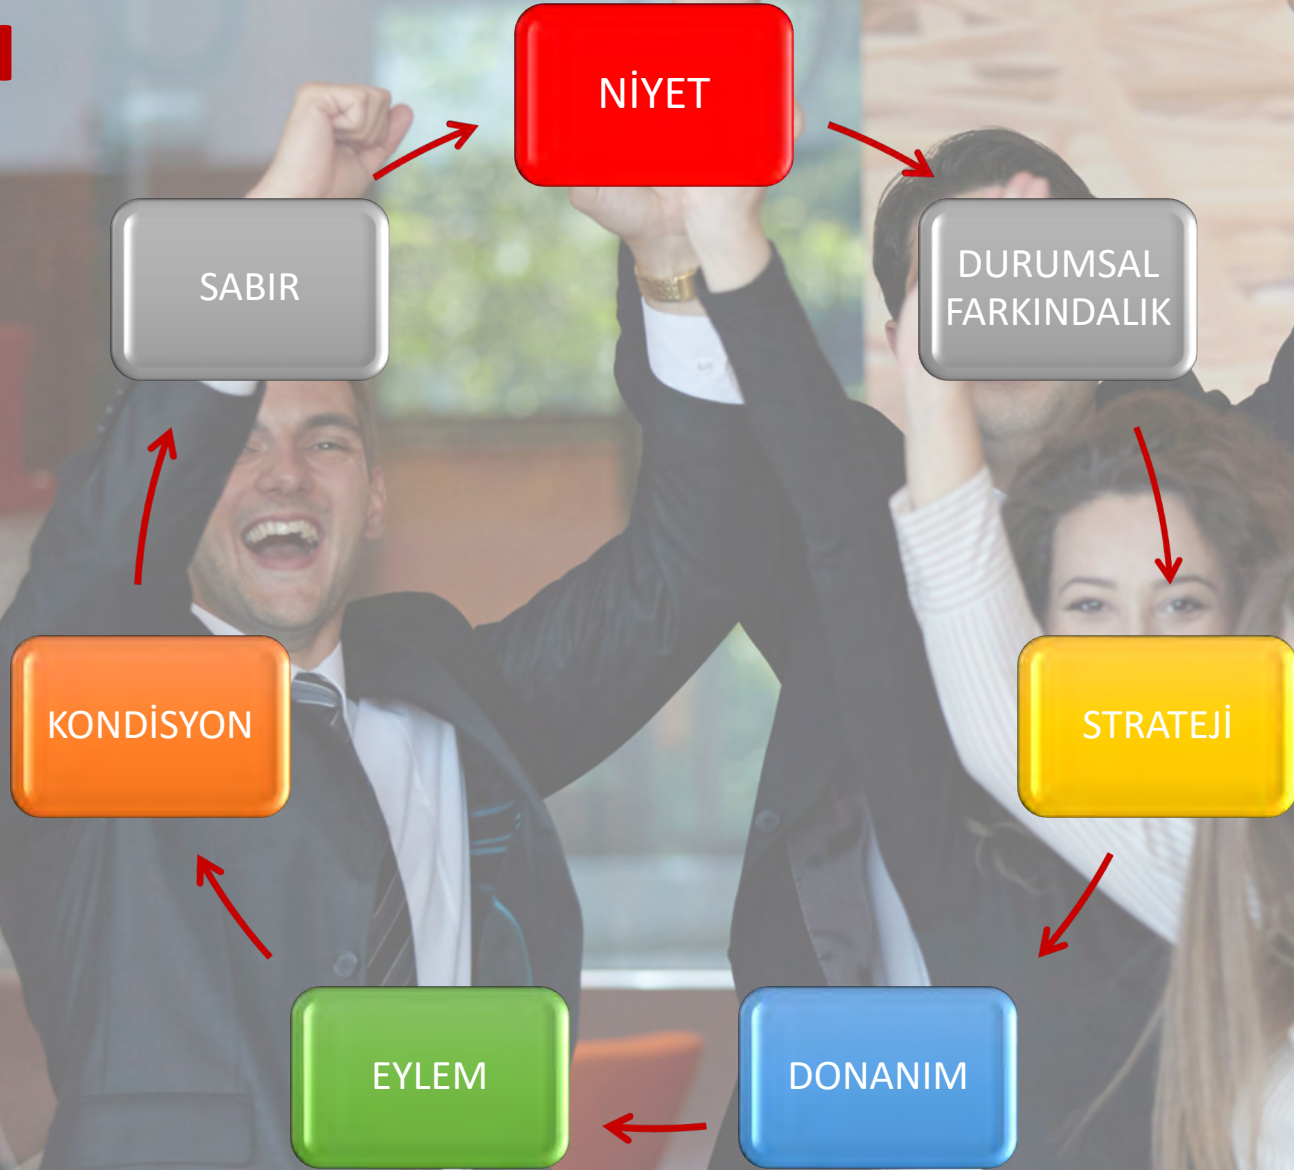 NİYET
DURUMSAL
FARKINDALIK
STRATEJİ
DONANIM
EYLEM
KONDİSYON
SABIR